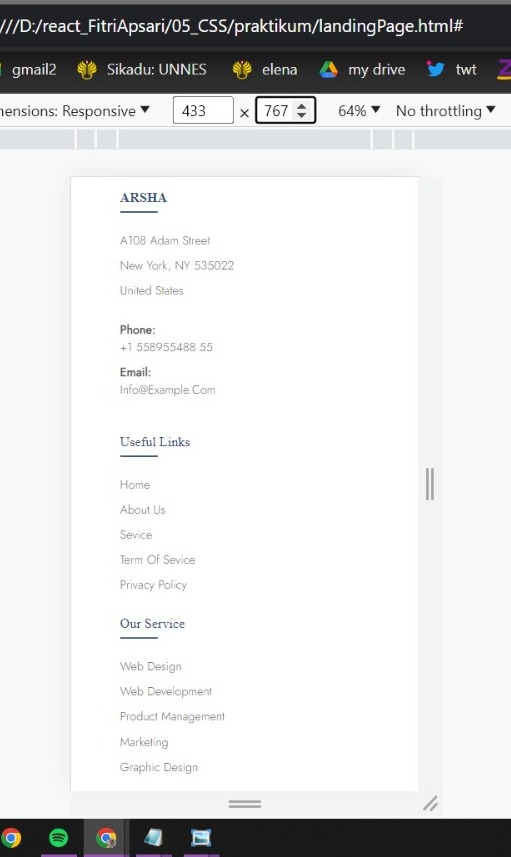 ///D:/react_FitriApsari/05_CSS/praktikum/landingPage.html#
gmail2 Sikadu: UNNES elena my drive twt
nensions: Responsive ▼ 433 × 767 64% ▼ No throttling ▼
ARSHA
A108 Adam Street
New York, NY 535022
United States
Phone:
+1 558955488 55
Email:
Info@Example.Com
Useful Links
Home
About Us
Sevice
Term Of Sevice
Privacy Policy
Our Service
Web Design
Web Development
Product Management
Marketing
Graphic Design